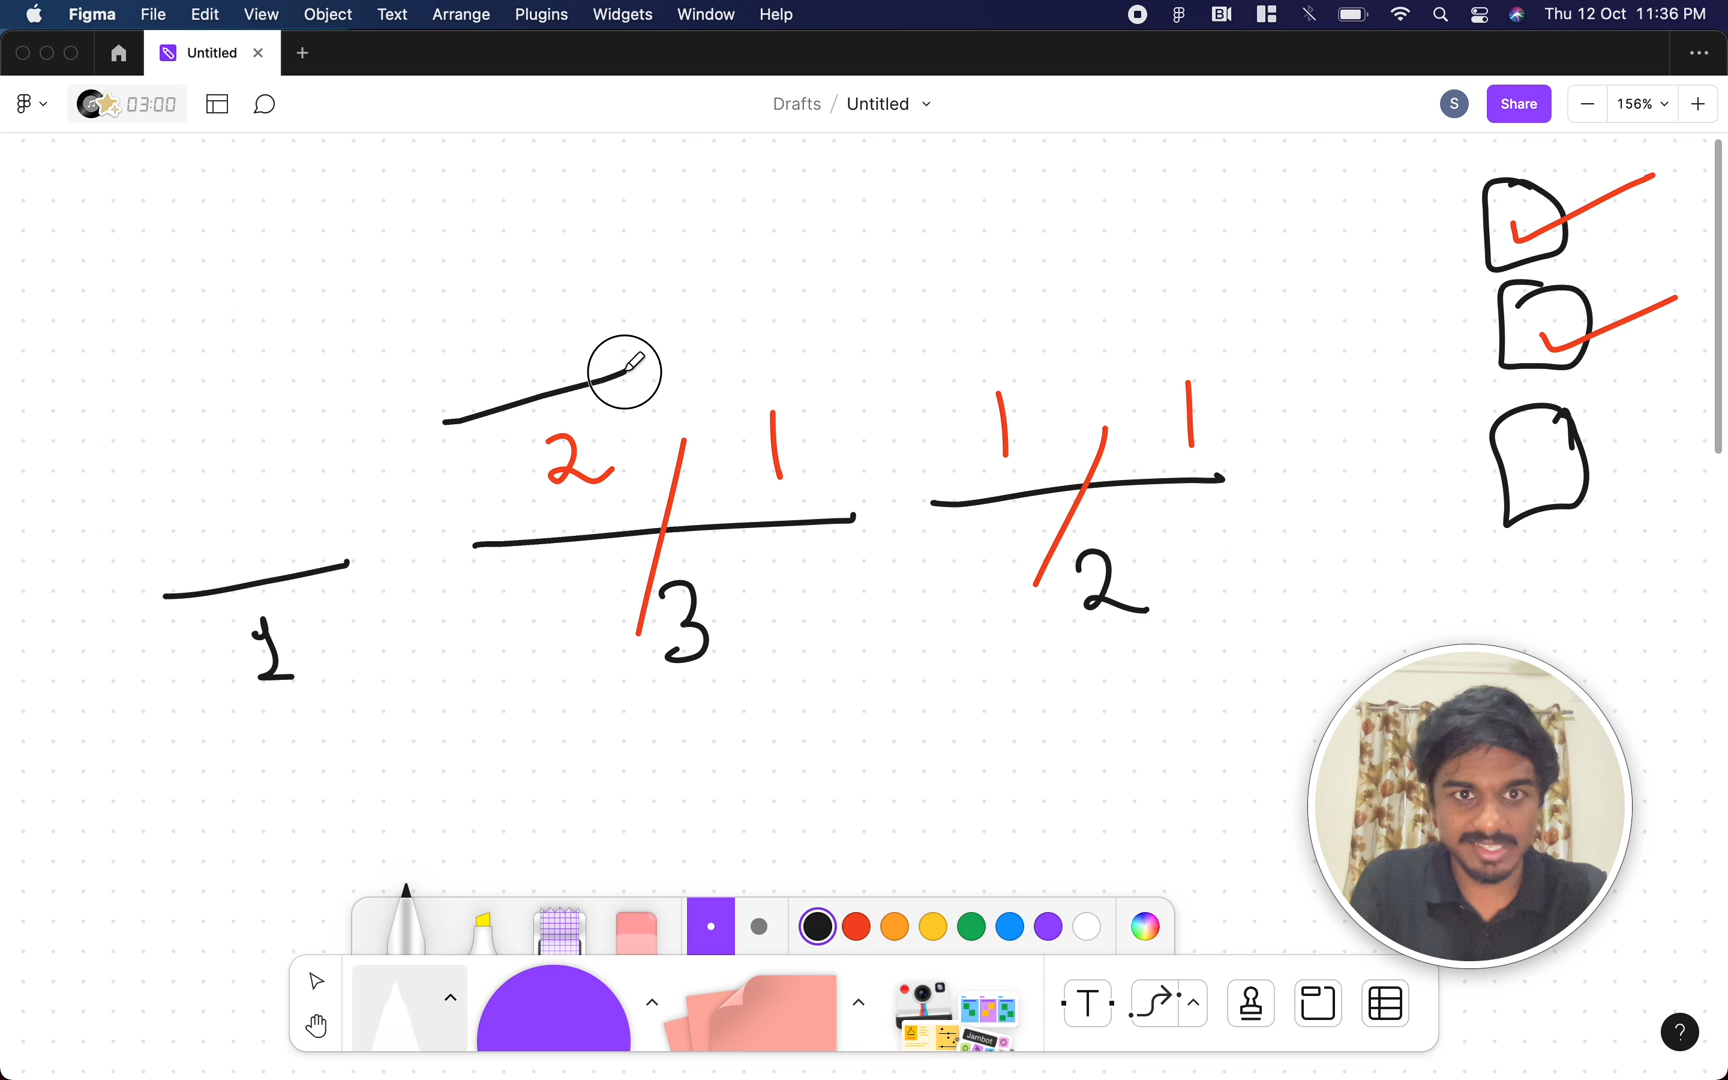 Figma File Edit View Object Text Arrange Plugins Widgets Window Help Thu 12 Oct 11:36 PM
Untitled
03:00 Drafts / Untitled S Share 156%
2 1 1 1
1 3 2
Jambot
T
?